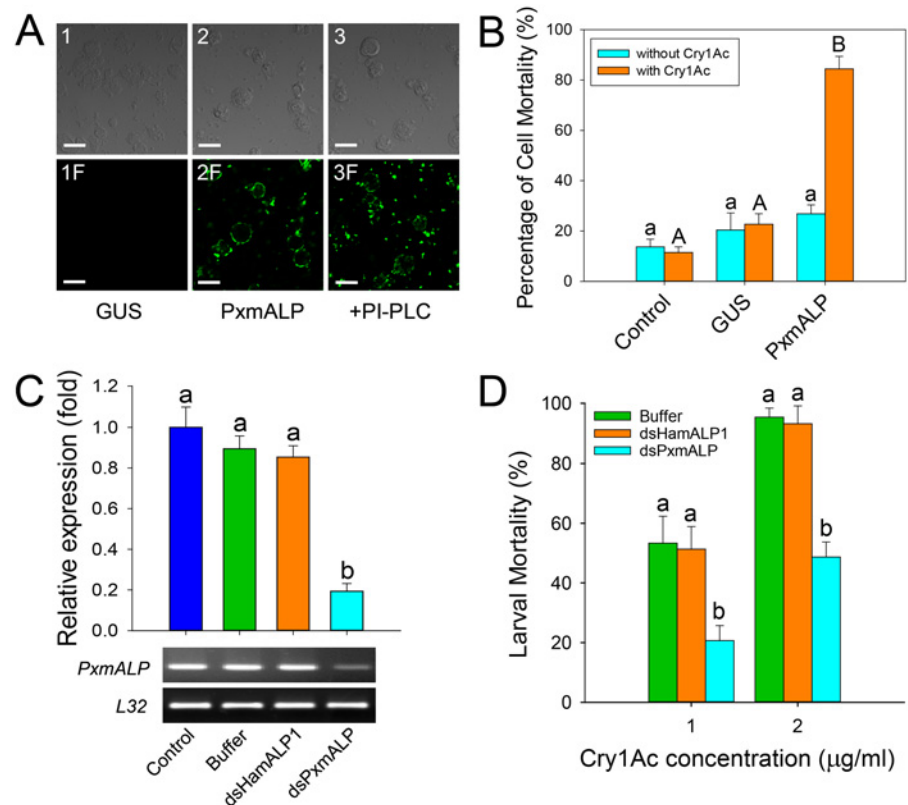 A
1 2 3
1F 2F 3F
GUS PxmALP +PI-PLC
B
Percentage of Cell Mortality (%)
100
80
60
40
20
0
without Cry1Ac
with Cry1Ac
a A a A a B
Control GUS PxmALP
C
Relative expression (fold)
1.2
1.0
0.8
0.6
0.4
0.2
0.0
a a a b
PxmALP
L32
Control Buffer dsHamALP1 dsPxmALP
D
Larval Mortality (%)
100
80
60
40
20
0
Buffer
dsHamALP1
dsPxmALP
a a b a a b
1 2
Cry1Ac concentration (μg/ml)